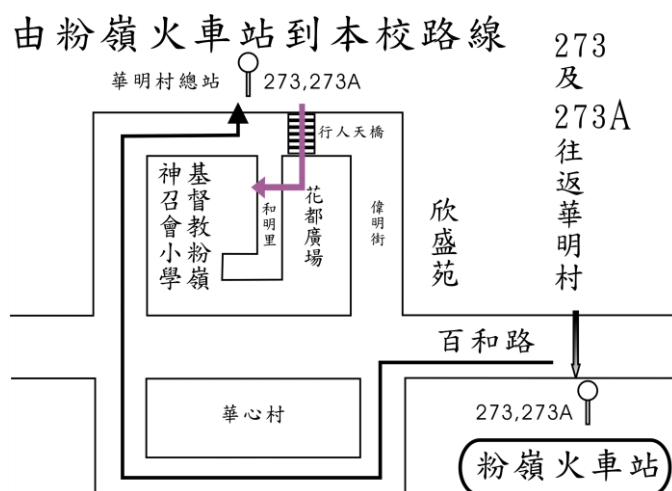 由粉嶺火車站到本校路線
華明村總站
273,273A
行人天橋
基督教粉嶺
神召會小學
和明里
花都廣場
偉明街
欣盛苑
273
及
273A
往返華明村
百和路
華心村
273,273A
粉嶺火車站